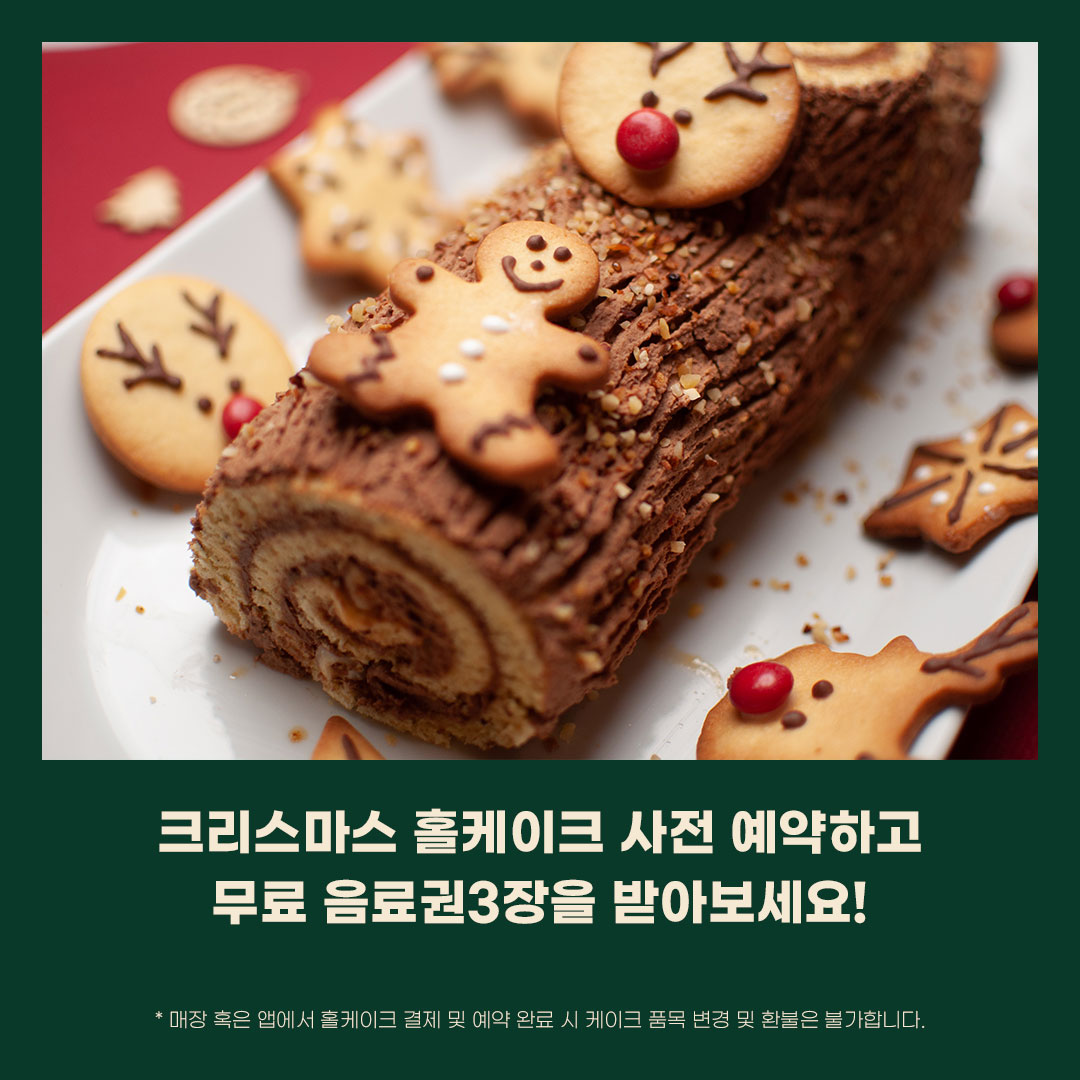 크리스마스 홀케이크 사전 예약하고
무료 음료권3장을 받아보세요!
* 매장 혹은 앱에서 홀케이크 결제 및 예약 완료 시 케이크 품목 변경 및 환불은 불가합니다.